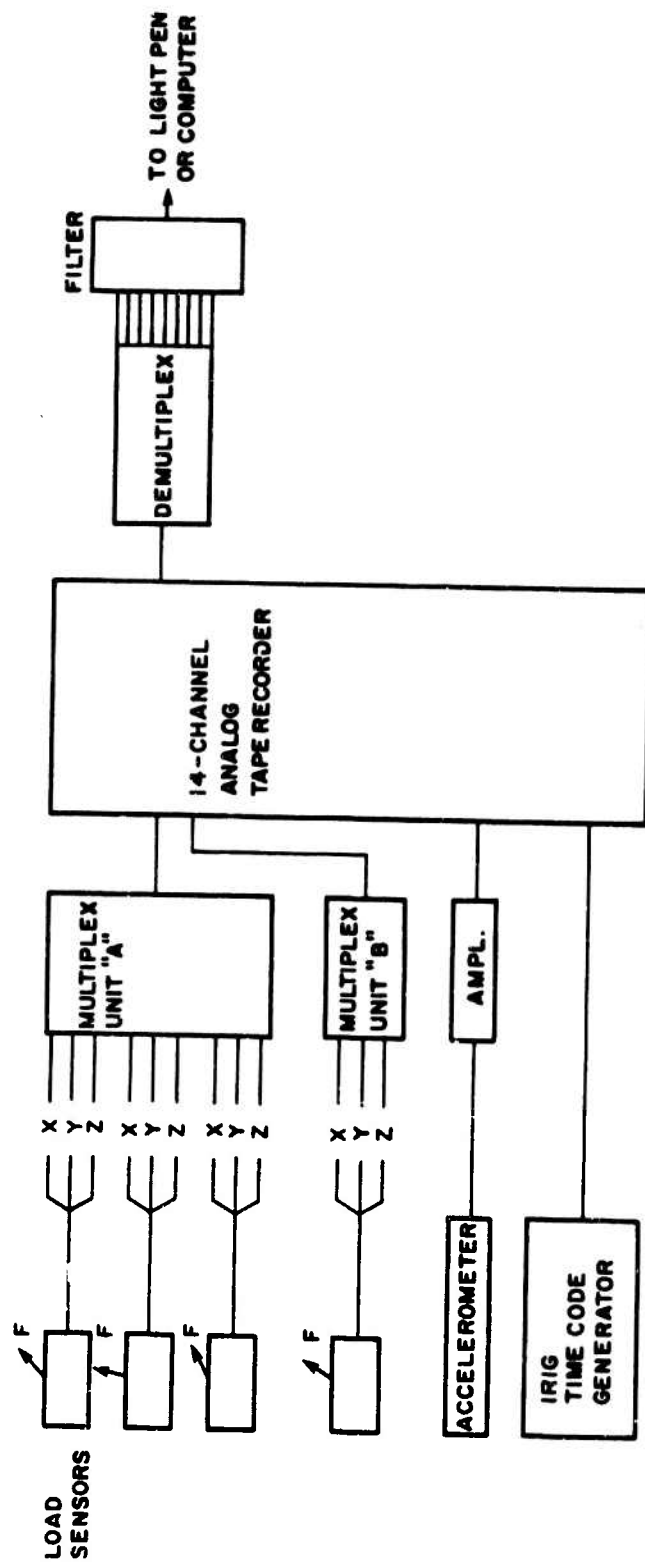 LOAD
SENSORS
F
F
F
F
X
Y
Z
X
Y
Z
X
Y
Z
X
Y
Z
MULTIPLEX
UNIT "A"
MULTIPLEX
UNIT "B"
ACCELEROMETER
AMPL.
IRIG
TIME CODE
GENERATOR
14-CHANNEL
ANALOG
TAPE RECORDER
DEMULTIPLEX
FILTER
TO LIGHT PEN
OR COMPUTER